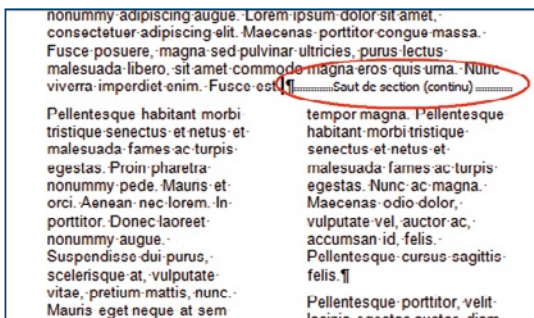 nonummy adipiscing augue. Lorem ipsum dolor sit amet,
consectetuer adipiscing elit. Maecenas porttitor congue massa.
Fusce posuere, magna sed pulvinar ultricies, purus lectus
malesuada libero, sit amet commodo magna eros quis urna. Nunc
viverra imperdiet enim. Fusce est.¶ Saut de section (continu)
Pellentesque habitant morbi
tristique senectus et netus et
malesuada fames ac turpis
egestas. Proin pharetra
nonummy pede. Mauris et
orci. Aenean nec lorem. In
porttitor. Donec laoreet
nonummy augue.
Suspendisse dui purus,
scelerisque at, vulputate
vitae, pretium mattis, nunc.
Mauris eget neque at sem
tempor magna. Pellentesque
habitant morbi tristique
senectus et netus et
malesuada fames ac turpis
egestas. Nunc ac magna.
Maecenas odio dolor,
vulputate vel, auctor ac,
accumsan id, felis.
Pellentesque cursus sagittis
felis.¶
Pellentesque porttitor, velit
lacinia egestas auctor, diam